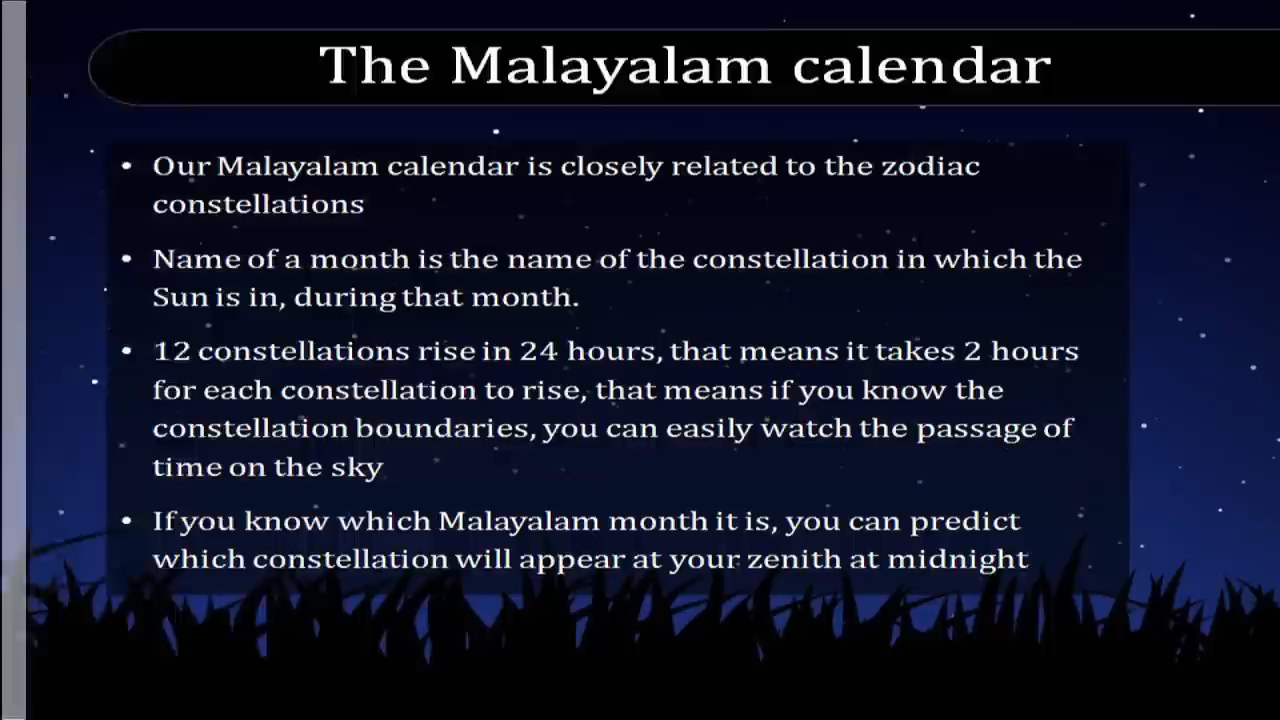 The Malayalam calendar
• Our Malayalam calendar is closely related to the zodiac
constellations
• Name of a month is the name of the constellation in which the
Sun is in, during that month.
• 12 constellations rise in 24 hours, that means it takes 2 hours
for each constellation to rise, that means if you know the
constellation boundaries, you can easily watch the passage of
time on the sky
• If you know which Malayalam month it is, you can predict
which constellation will appear at your zenith at midnight